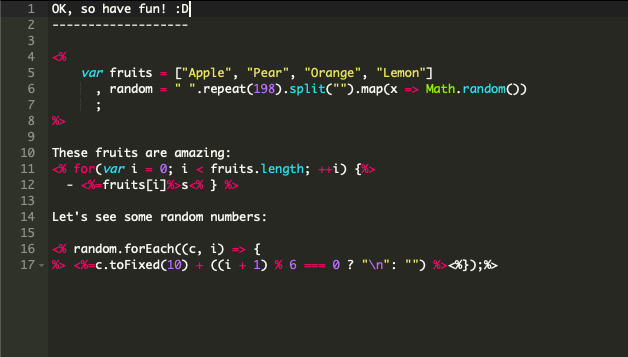 1 OK, so have fun! :D
2 -------------------
3
4 <%
5     var fruits = ["Apple", "Pear", "Orange", "Lemon"]
6       , random = " ".repeat(198).split("").map(x => Math.random())
7       ;
8 %>
9
10 These fruits are amazing:
11 <% for(var i = 0; i < fruits.length; ++i) {%>
12   - <%=fruits[i]%>s<% } %>
13
14 Let's see some random numbers:
15
16 <% random.forEach((c, i) => {
17 %> <%=c.toFixed(10) + ((i + 1) % 6 === 0 ? "\n": "") %><%});%>